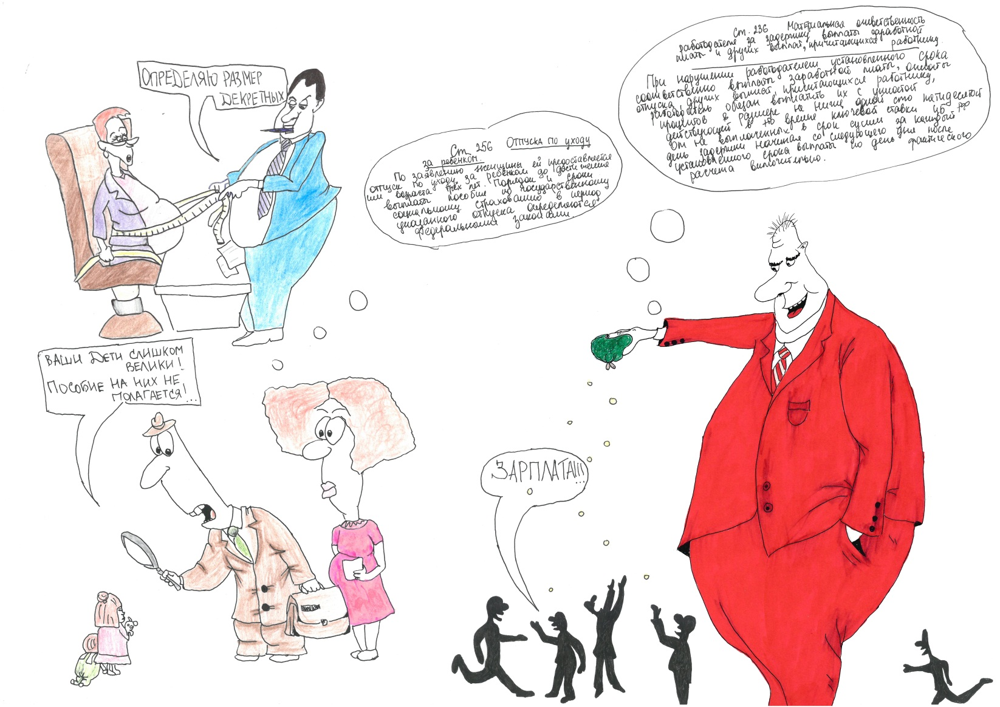 ОПРЕДЕЛЯЮ РАЗМЕР
ДЕКРЕТНЫХ
Ст. 256 Отпуска по уходу
за ребенком.
По заявлению женщины ей предоставляется
отпуск по уходу за ребенком до достижения
им возраста трех лет. Порядок и сроки
выплаты пособия по государственному
социальному страхованию в период
указанного отпуска определяются
федеральными законами.
Ст. 236 Материальная ответственность
работодателя за задержку выплаты заработной
платы и других выплат, причитающихся работнику
При нарушении работодателем установленного срока
соответственно выплаты заработной платы, оплаты
отпуска, других выплат, причитающихся работнику,
работодатель обязан выплатить их с уплатой
процентов в размере не ниже одной сто пятидесятой
действующей в это время ключевой ставки ЦБ РФ
от не выплаченных в срок сумм за каждый
день задержки начиная со следующего дня после
установленного срока выплаты по день фактического
расчета включительно.
ВАШИ ДЕТИ СЛИШКОМ
ВЕЛИКИ!
ПОСОБИЕ НА НИХ НЕ
ПОЛАГАЕТСЯ!...
ЗАРПЛАТА!!!